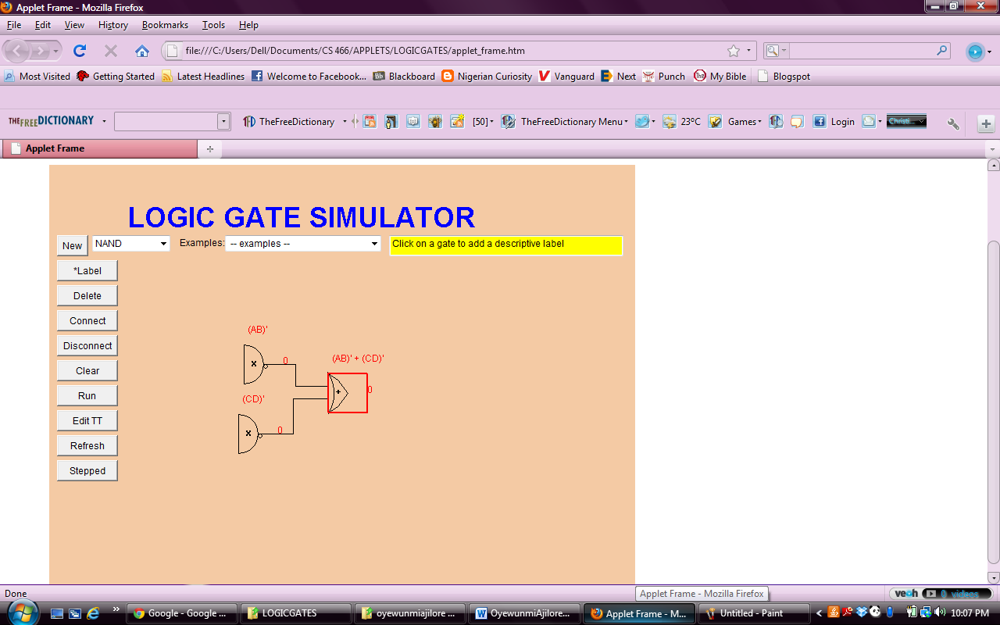 Applet Frame - Mozilla Firefox
File Edit View History Bookmarks Tools Help
file:///C:/Users/Dell/Documents/CS 466/APPLETS/LOGICGATES/applet_frame.htm
Most Visited Getting Started Latest Headlines Welcome to Facebook... Bb Blackboard Nigerian Curiosity Vanguard Next Punch My Bible Blogspot
THEFREEDICTIONARY TheFreeDictionary [50] TheFreeDictionary Menu 23°C Games Login Christi...
Applet Frame
LOGIC GATE SIMULATOR
New NAND Examples: -- examples -- Click on a gate to add a descriptive label
*Label
Delete
Connect
Disconnect
Clear
Run
Edit TT
Refresh
Stepped
(AB)'
x 0
(AB)' + (CD)'
+ 0
(CD)'
x 0
Done
Applet Frame - Mozilla Firefox
veoh 0 videos
Google - Google ... LOGICGATES oyewunmiajilore ... OyewunmiAjilore... Applet Frame - M... Untitled - Paint 10:07 PM